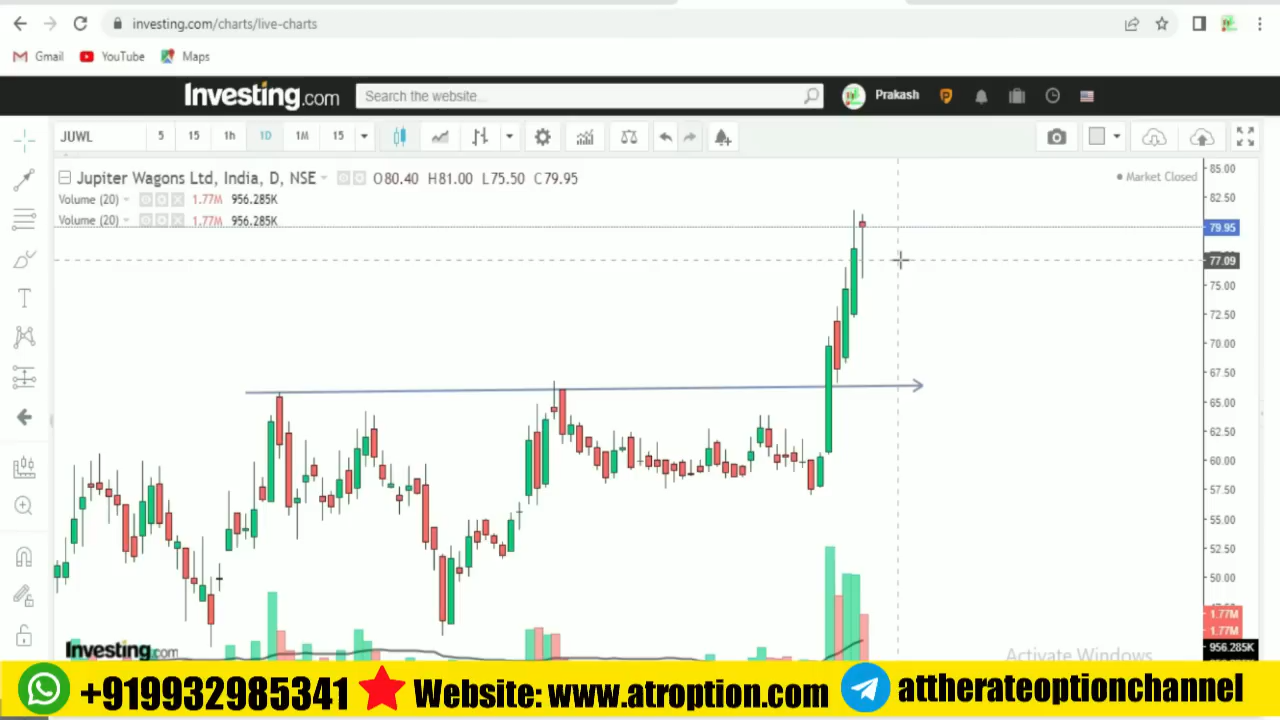 investing.com/charts/live-charts
Gmail YouTube Maps
Investing.com Search the website... Prakash
JUWL 5 15 1h 1D 1M 15
Jupiter Wagons Ltd, India, D, NSE O80.40 H81.00 L75.50 C79.95
Market Closed
Volume (20) 1.77M 956.285K
Volume (20) 1.77M 956.285K
85.00
82.50
79.95
77.09
75.00
72.50
70.00
67.50
65.00
62.50
60.00
57.50
55.00
52.50
50.00
1.77M
1.77M
956.285K
Investing.com
Activate Windows
+919932985341 Website: www.atroption.com attherateoptionchannel